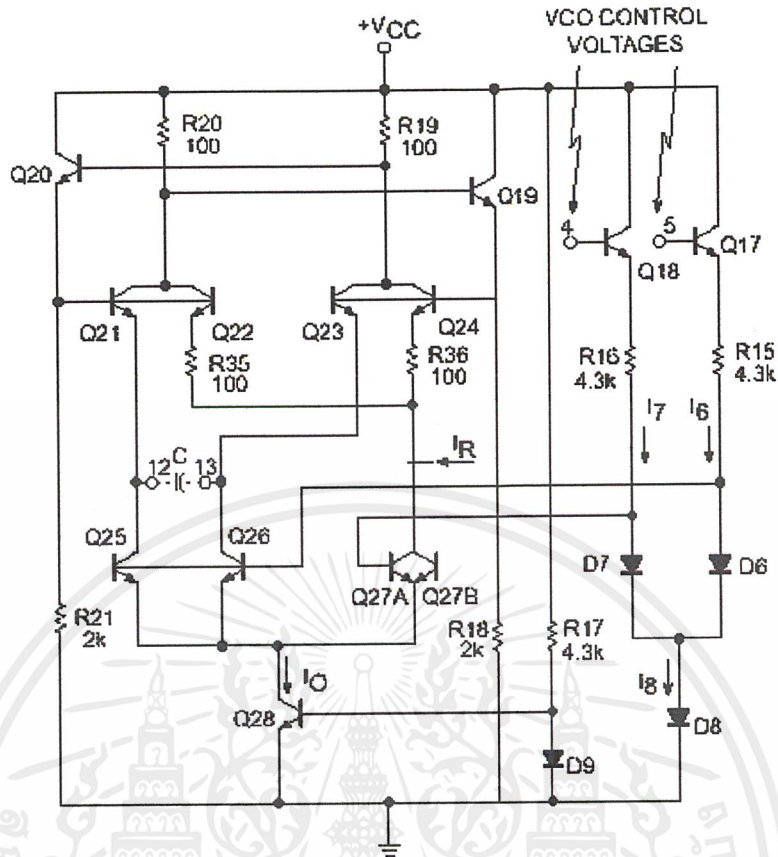 +VCC
VCO CONTROL
VOLTAGES
R20
100
R19
100
Q20
Q19
4
5
Q18
Q17
Q21
Q22
Q23
Q24
R35
100
R36
100
R16
4.3k
R15
4.3k
I7
I6
IR
12
C
13
Q25
Q26
Q27A
Q27B
D7
D6
R21
2k
R18
2k
R17
4.3k
IO
I8
Q28
D9
D8